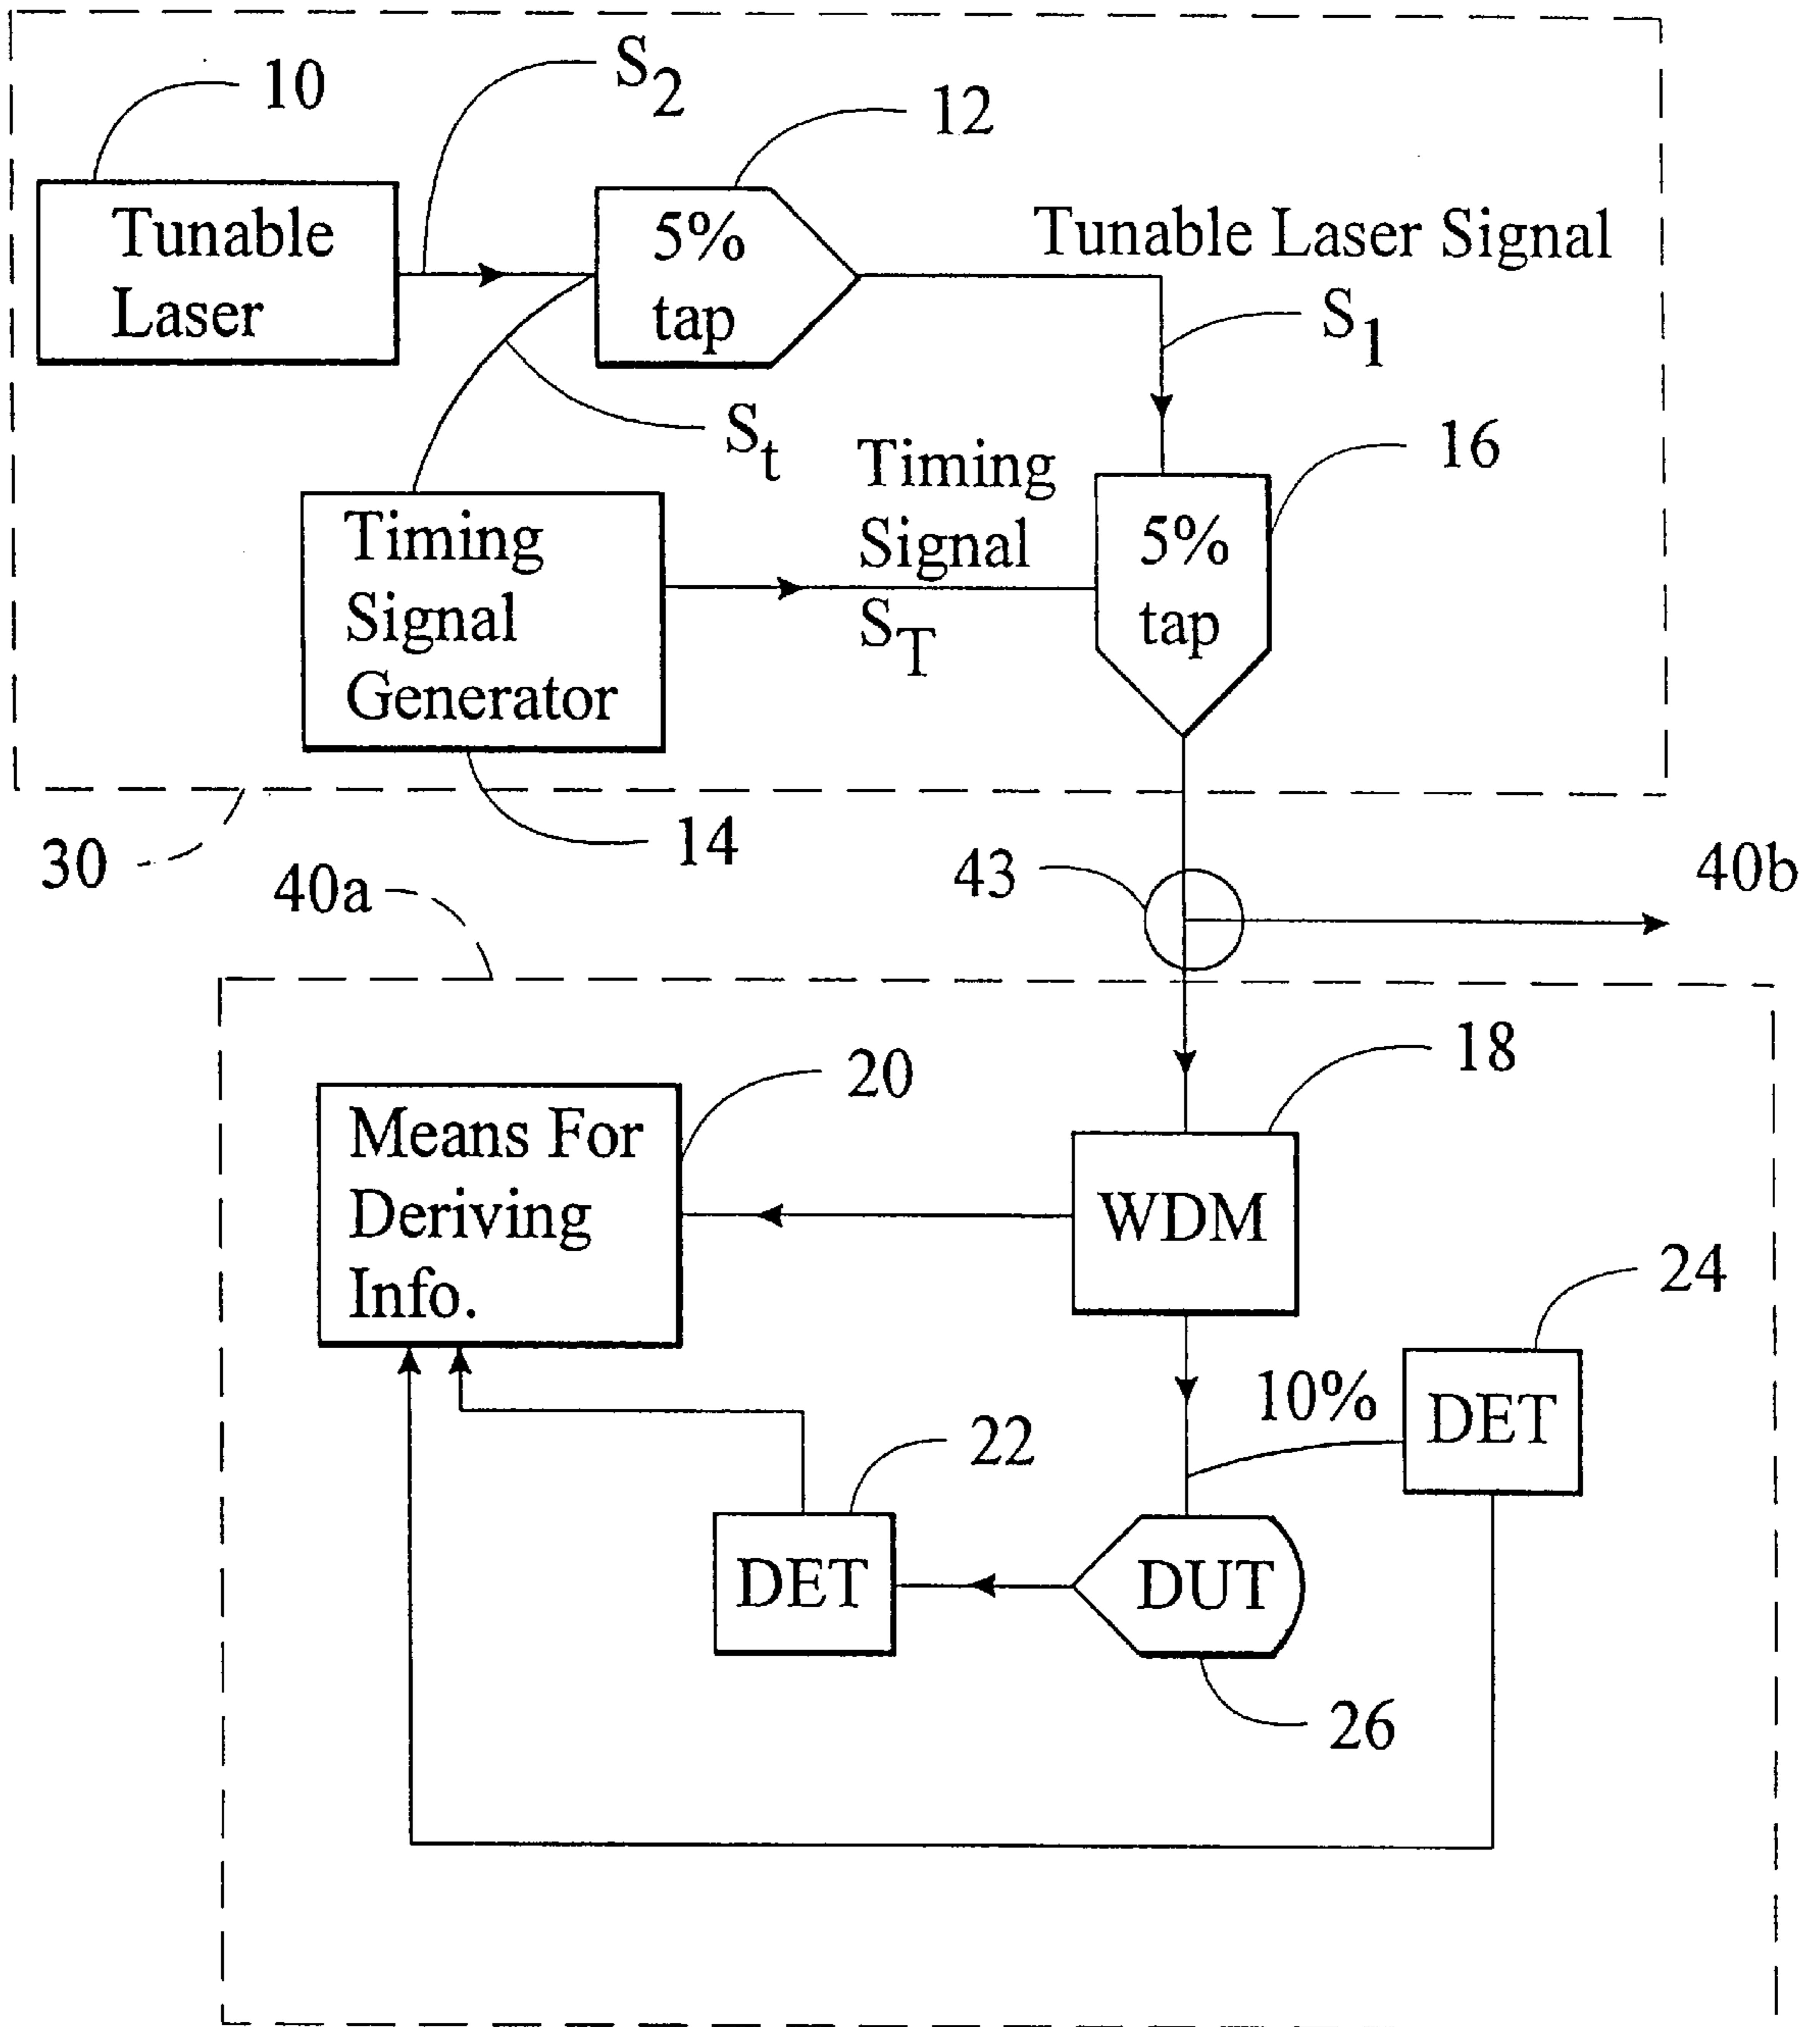 S2
10
12
Tunable
Laser
5%
tap
Tunable Laser Signal
S1
St
16
Timing
Signal
Generator
Timing
Signal
ST
5%
tap
14
30
43
40b
40a
18
20
Means For
Deriving
Info.
WDM
24
10%
DET
22
DET
DUT
26